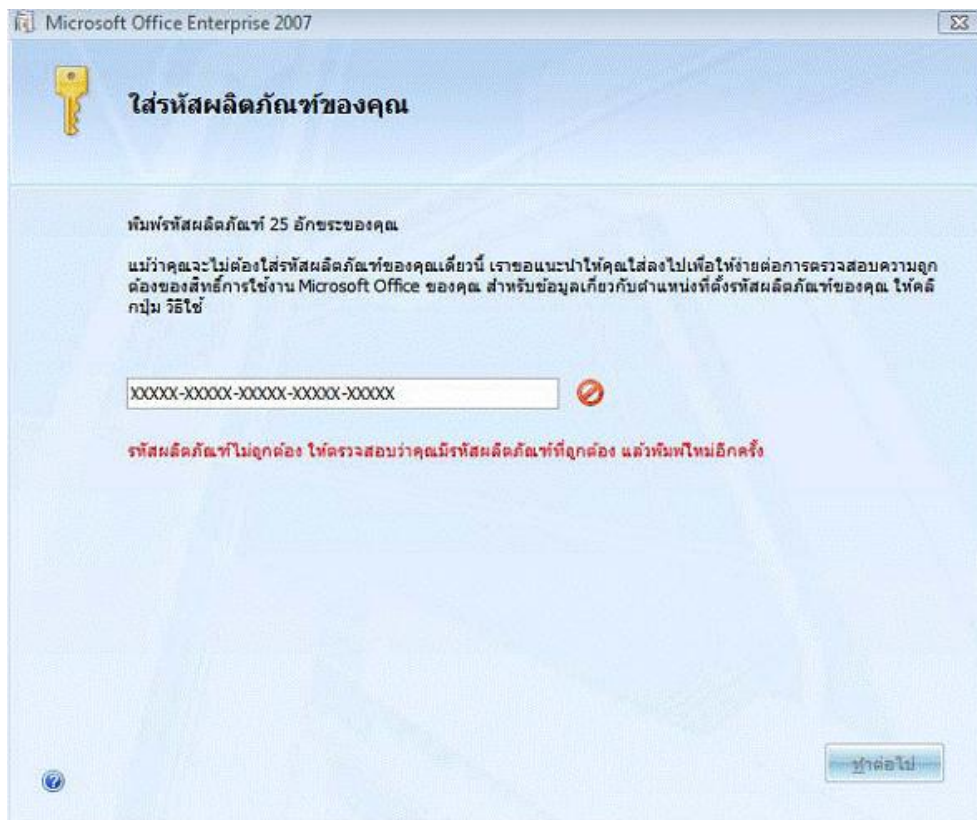 Microsoft Office Enterprise 2007
ใส่รหัสผลิตภัณฑ์ของคุณ
พิมพ์รหัสผลิตภัณฑ์ 25 อักขระของคุณ
แม้ว่าคุณจะไม่ต้องใส่รหัสผลิตภัณฑ์ของคุณเดี๋ยวนี้ เราขอแนะนำให้คุณใส่ลงไปเพื่อให้ง่ายต่อการตรวจสอบความถูก
ต้องของสิทธิ์การใช้งาน Microsoft Office ของคุณ สำหรับข้อมูลเกี่ยวกับตำแหน่งที่ตั้งรหัสผลิตภัณฑ์ของคุณ ให้คลิ
กปุ่ม วิธีใช้
XXXXX-XXXXX-XXXXX-XXXXX-XXXXX
รหัสผลิตภัณฑ์ไม่ถูกต้อง ให้ตรวจสอบว่าคุณมีรหัสผลิตภัณฑ์ที่ถูกต้อง แล้วพิมพ์ใหม่อีกครั้ง
ทำต่อไป